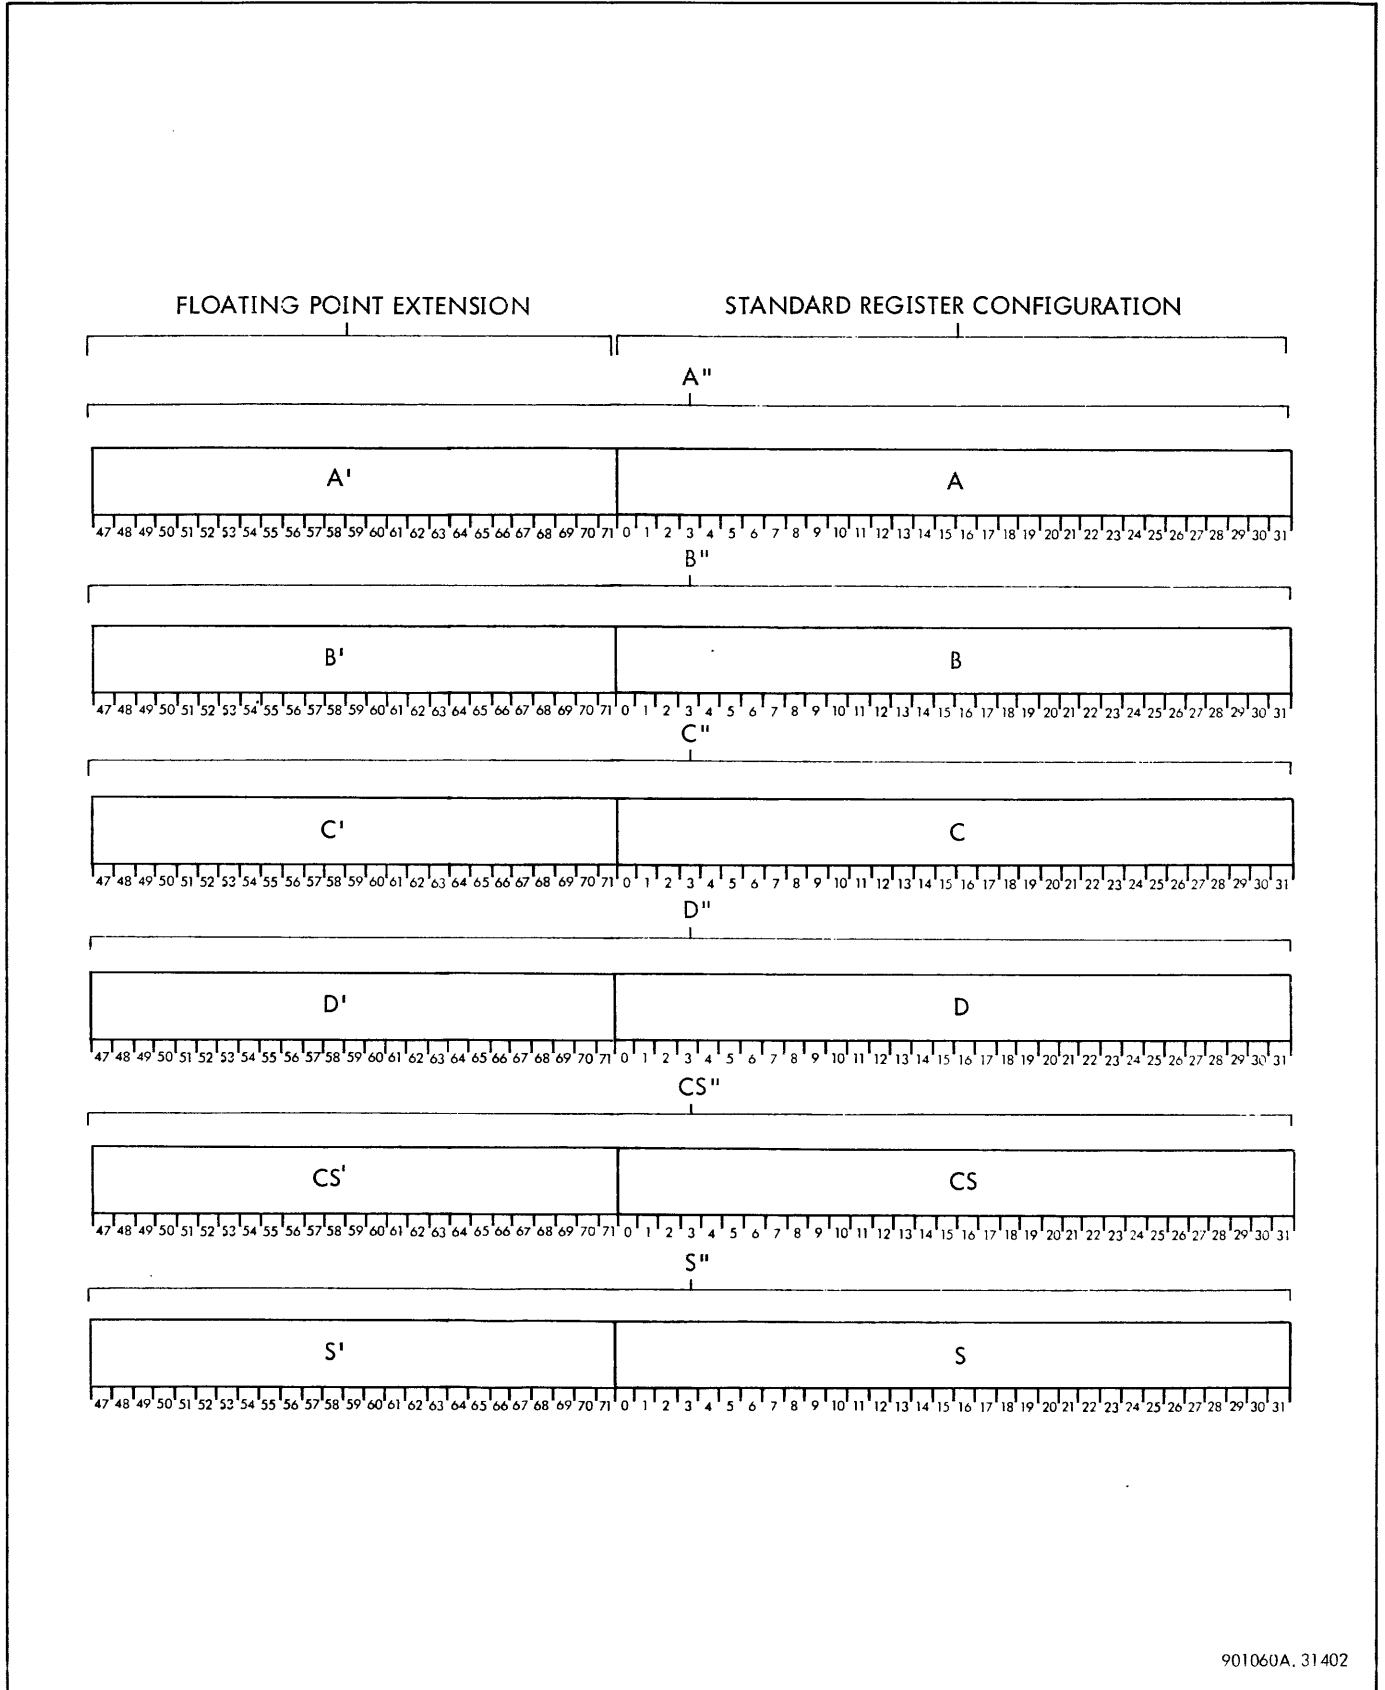 FLOATING POINT EXTENSION STANDARD REGISTER CONFIGURATION
A"
A' A
47 48 49 50 51 52 53 54 55 56 57 58 59 60 61 62 63 64 65 66 67 68 69 70 71 0 1 2 3 4 5 6 7 8 9 10 11 12 13 14 15 16 17 18 19 20 21 22 23 24 25 26 27 28 29 30 31
B"
B' B
47 48 49 50 51 52 53 54 55 56 57 58 59 60 61 62 63 64 65 66 67 68 69 70 71 0 1 2 3 4 5 6 7 8 9 10 11 12 13 14 15 16 17 18 19 20 21 22 23 24 25 26 27 28 29 30 31
C"
C' C
47 48 49 50 51 52 53 54 55 56 57 58 59 60 61 62 63 64 65 66 67 68 69 70 71 0 1 2 3 4 5 6 7 8 9 10 11 12 13 14 15 16 17 18 19 20 21 22 23 24 25 26 27 28 29 30 31
D"
D' D
47 48 49 50 51 52 53 54 55 56 57 58 59 60 61 62 63 64 65 66 67 68 69 70 71 0 1 2 3 4 5 6 7 8 9 10 11 12 13 14 15 16 17 18 19 20 21 22 23 24 25 26 27 28 29 30 31
CS"
CS' CS
47 48 49 50 51 52 53 54 55 56 57 58 59 60 61 62 63 64 65 66 67 68 69 70 71 0 1 2 3 4 5 6 7 8 9 10 11 12 13 14 15 16 17 18 19 20 21 22 23 24 25 26 27 28 29 30 31
S"
S' S
47 48 49 50 51 52 53 54 55 56 57 58 59 60 61 62 63 64 65 66 67 68 69 70 71 0 1 2 3 4 5 6 7 8 9 10 11 12 13 14 15 16 17 18 19 20 21 22 23 24 25 26 27 28 29 30 31
901060A. 31402